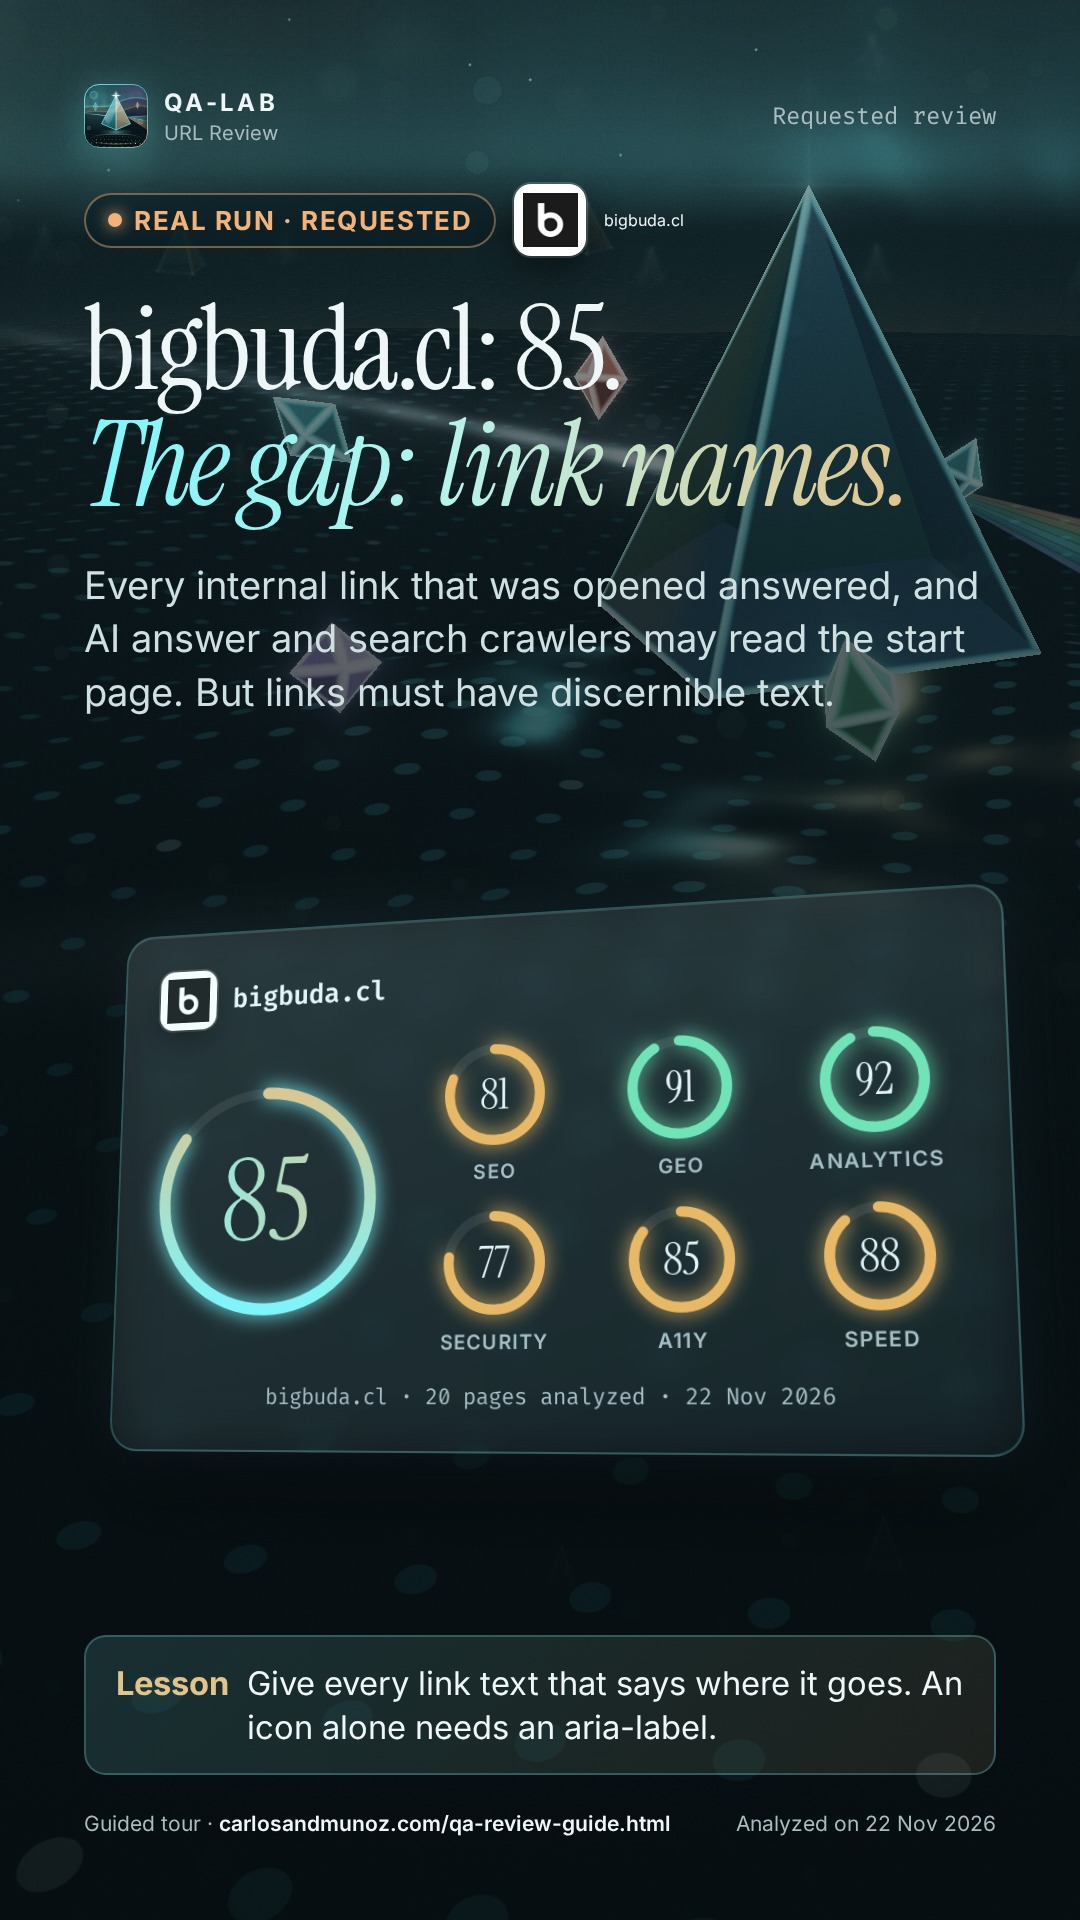 QA-LAB
URL Review
Requested review
REAL RUN · REQUESTED
b
bigbuda.cl
bigbuda.cl: 85.
The gap: link names.
Every internal link that was opened answered, and
AI answer and search crawlers may read the start
page. But links must have discernible text.
b
bigbuda.cl
85
81
SEO
91
GEO
92
ANALYTICS
77
SECURITY
85
A11Y
88
SPEED
bigbuda.cl · 20 pages analyzed · 22 Nov 2026
Lesson Give every link text that says where it goes. An
icon alone needs an aria-label.
Guided tour · carlosandmunoz.com/qa-review-guide.html
Analyzed on 22 Nov 2026